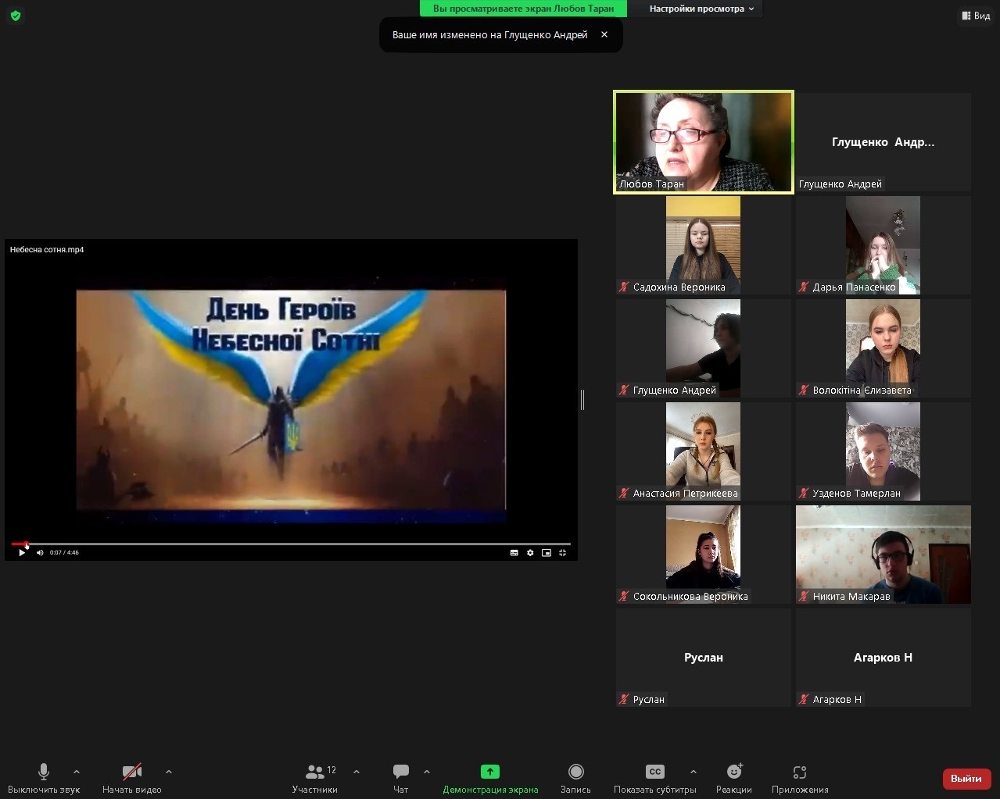 Вы просматриваете экран Любов Таран
Настройки просмотра
Вид
Ваше имя изменено на Глущенко Андрей
Небесна сотня.mp4
День Героїв
Небесної Сотні
0:07 / 4:46
Любов Таран
Глущенко Андр...
Глущенко Андрей
Садохина Вероника
Дарья Панасенко
Глущенко Андрей
Волокітіна Єлизавета
Анастасия Петрикеева
Узденов Тамерлан
Сокольникова Вероника
Никита Макарав
Руслан
Руслан
Агарков Н
Агарков Н
Выключить звук
Начать видео
12
Участники
Чат
Демонстрация экрана
Запись
CC
Показать субтитры
Реакции
Приложения
Выйти